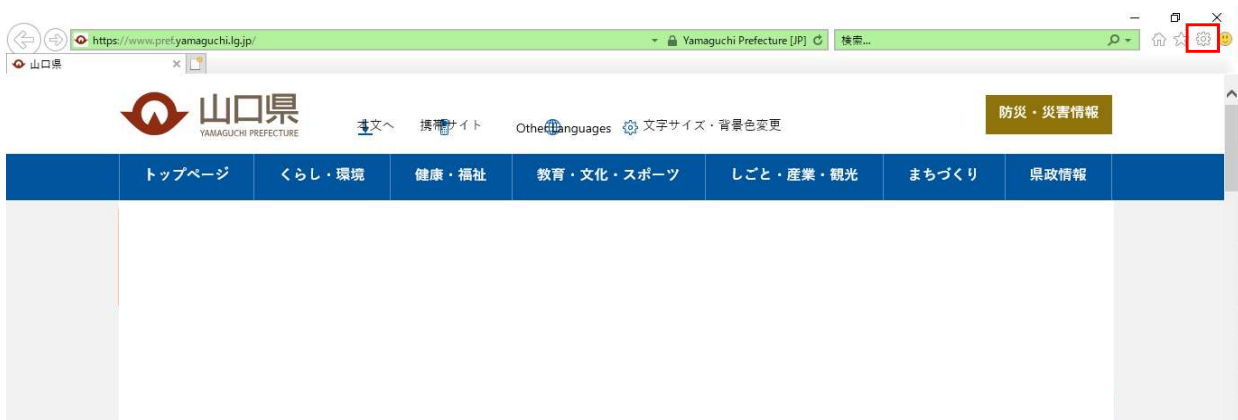 https://www.pref.yamaguchi.lg.jp/ Yamaguchi Prefecture [JP] 検索...
山口県
山口県
YAMAGUCHI PREFECTURE
本文へ 携帯サイト Other Languages 文字サイズ・背景色変更
防災・災害情報
トップページ くらし・環境 健康・福祉 教育・文化・スポーツ しごと・産業・観光 まちづくり 県政情報